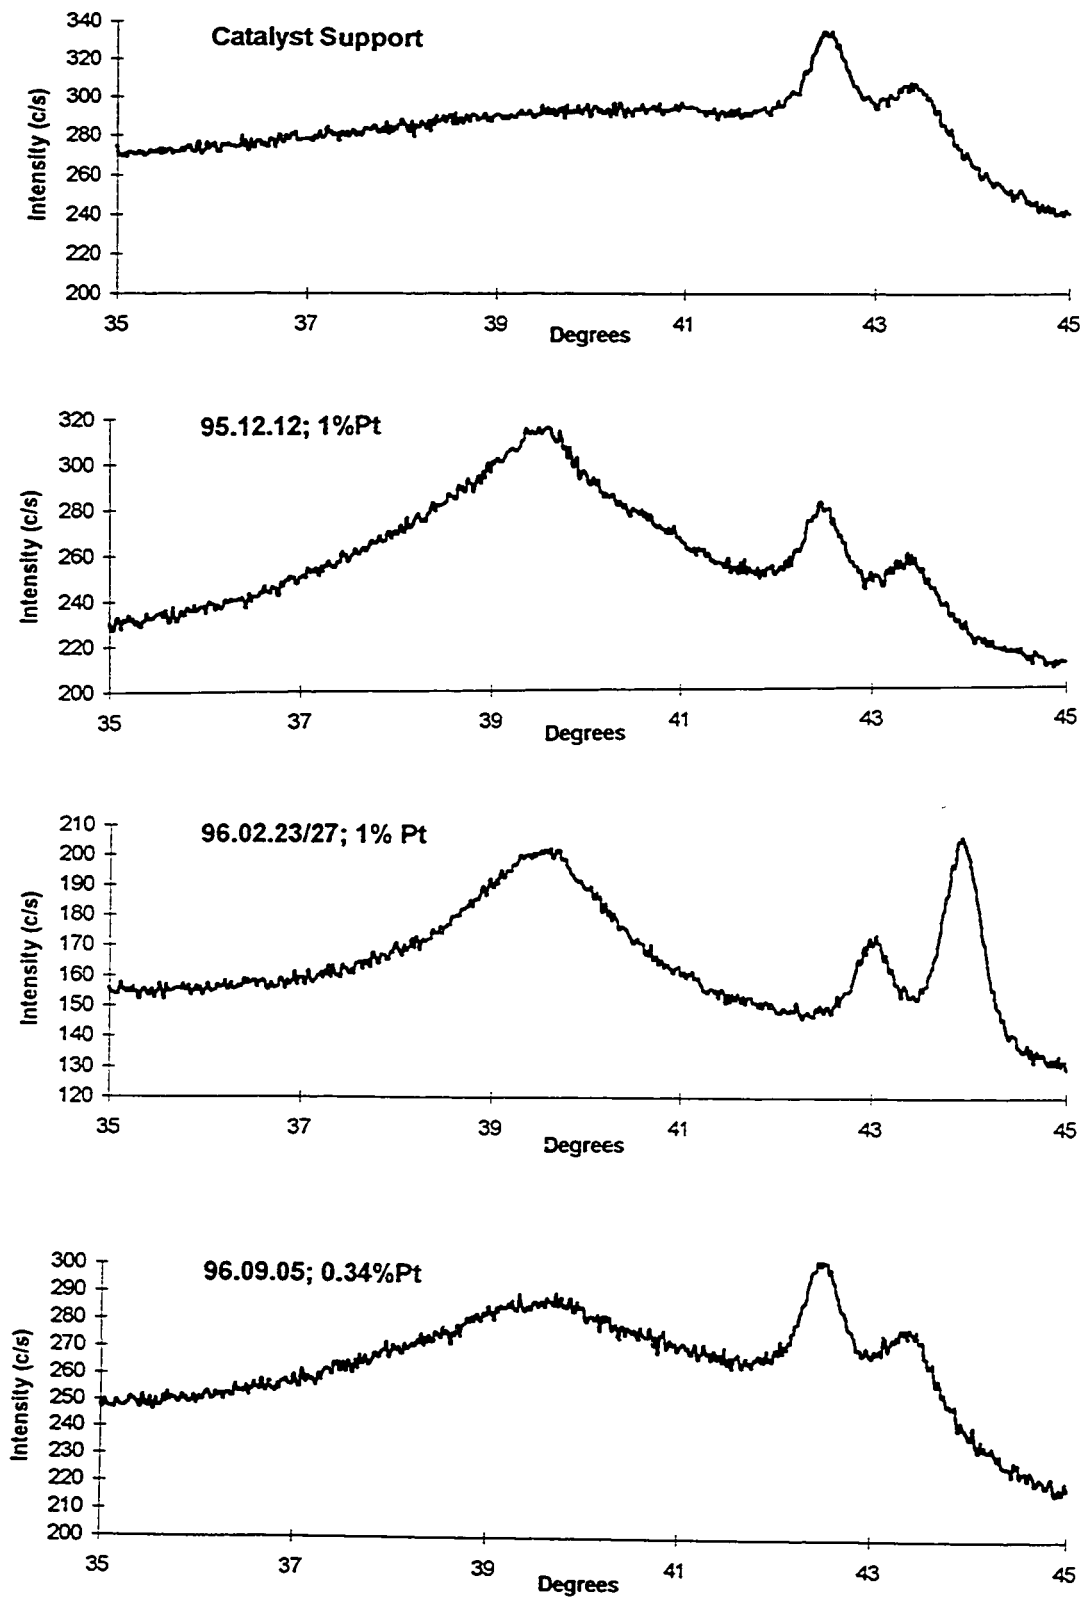 Catalyst Support
340
320
300
280
260
240
220
200
Intensity (c/s)
35 37 39 41 43 45
Degrees
95.12.12; 1%Pt
320
300
280
260
240
220
200
Intensity (c/s)
35 37 39 41 43 45
Degrees
96.02.23/27; 1% Pt
210
200
190
180
170
160
150
140
130
120
Intensity (c/s)
35 37 39 41 43 45
Degrees
96.09.05; 0.34%Pt
300
290
280
270
260
250
240
230
220
210
200
Intensity (c/s)
35 37 39 41 43 45
Degrees